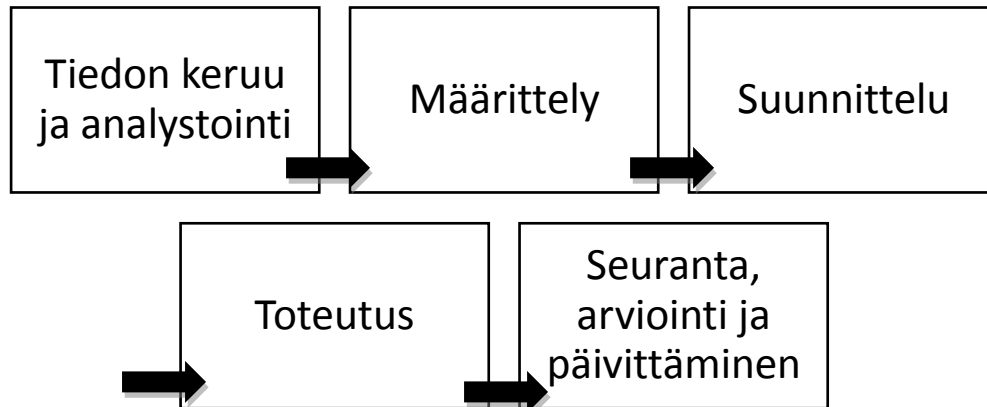 Tiedon keruu
ja analystointi
Määrittely
Suunnittelu
Toteutus
Seuranta,
arviointi ja
päivittäminen